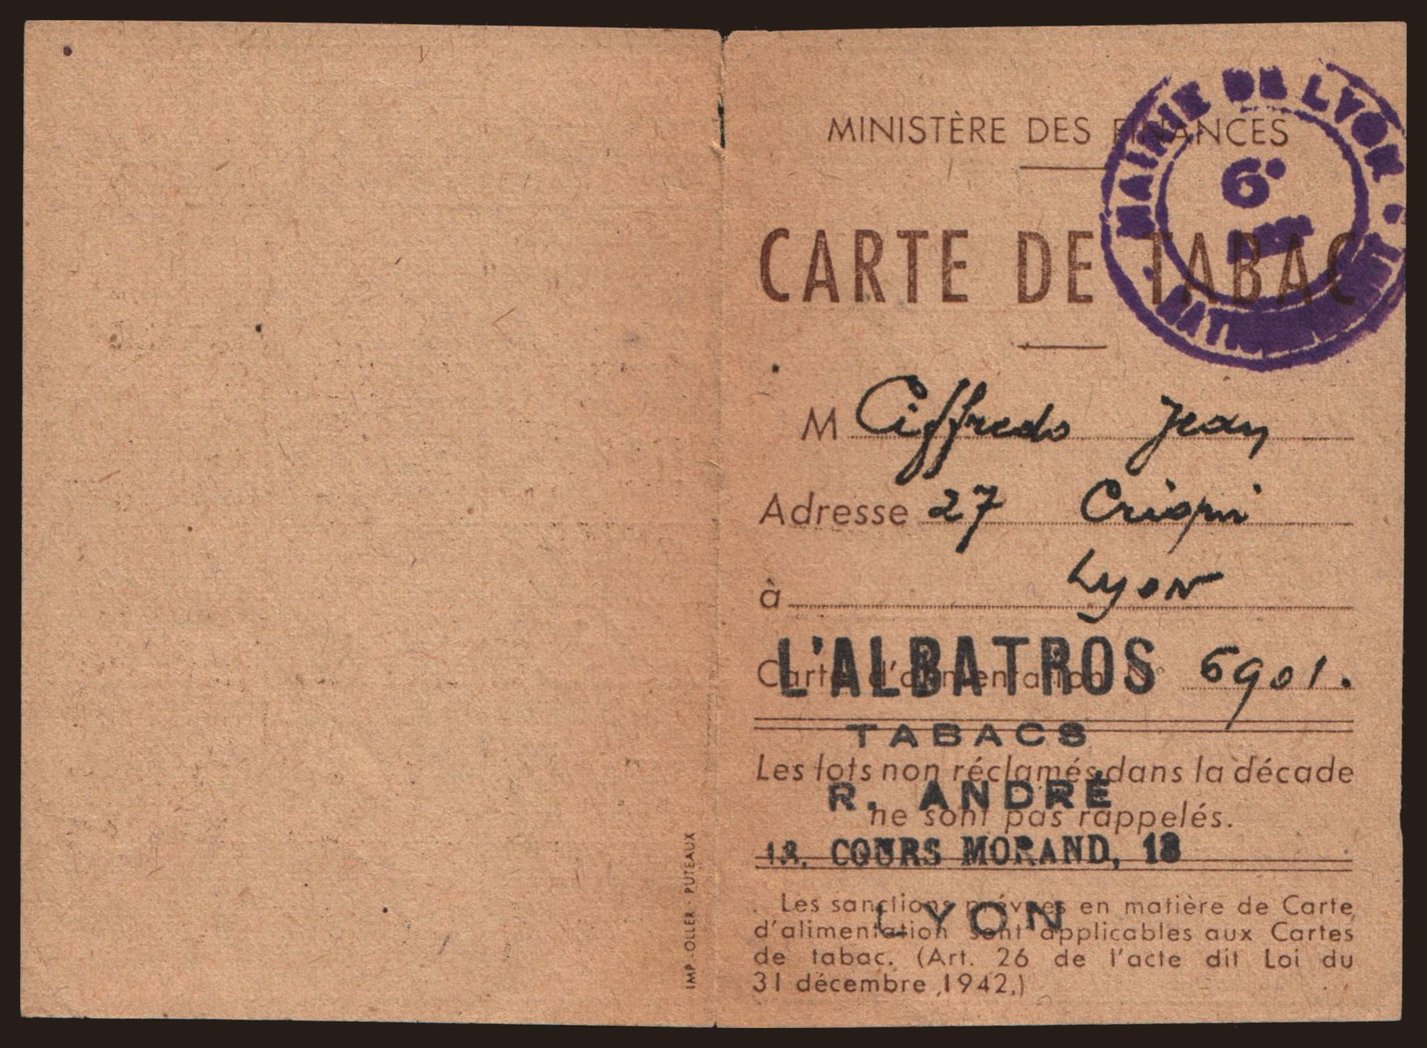 MINISTÈRE DES FINANCES
MAIRIE DE LYON
6e
CARTE DE TABAC
M Ciffredo Jean
Adresse 27 Crispi
à Lyon
Carte d'alimentation N° 6901.
L'ALBATROS
TABACS
Les lots non réclamés dans la décade
R. ANDRÉ
ne sont pas rappelés.
13, COURS MORAND, 13
Les sanctions prévues en matière de Carte
LYON
d'alimentation sont applicables aux Cartes
de tabac. (Art. 26 de l'acte dit Loi du
31 décembre 1942.)
IMP. OLLER - PUTEAUX